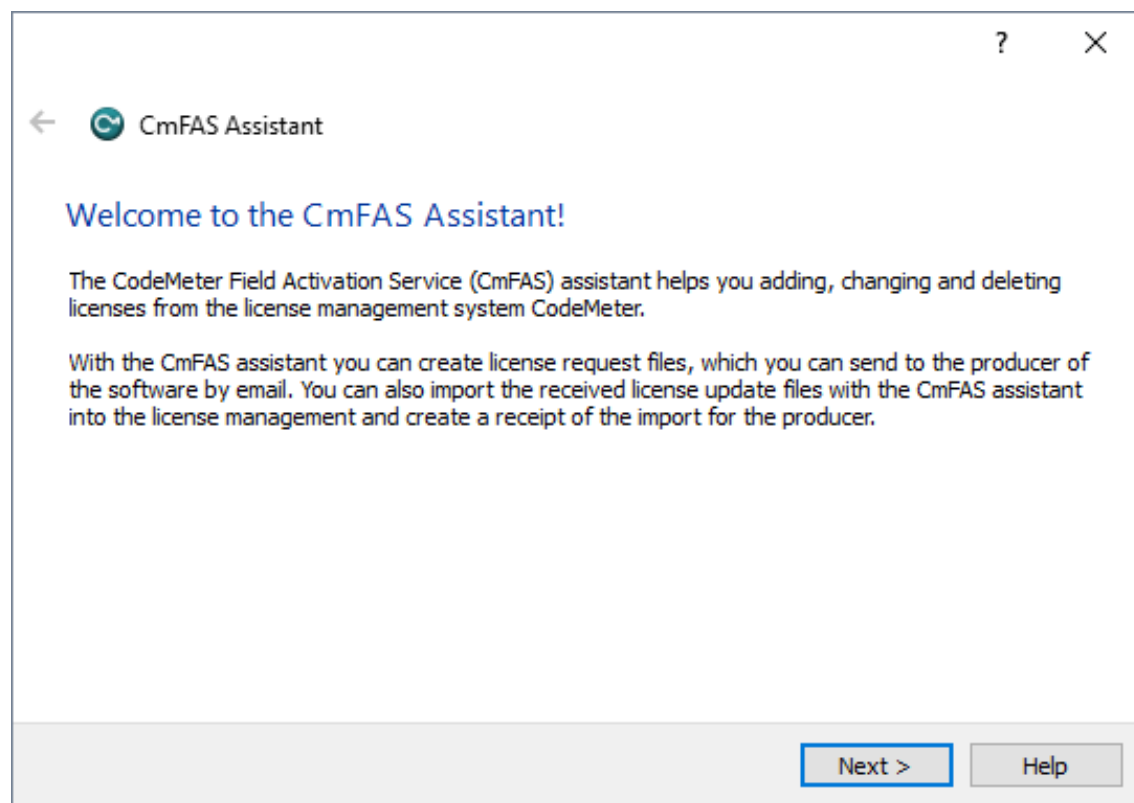 ?
CmFAS Assistant
Welcome to the CmFAS Assistant!
The CodeMeter Field Activation Service (CmFAS) assistant helps you adding, changing and deleting
licenses from the license management system CodeMeter.
With the CmFAS assistant you can create license request files, which you can send to the producer of
the software by email. You can also import the received license update files with the CmFAS assistant
into the license management and create a receipt of the import for the producer.
Next > Help